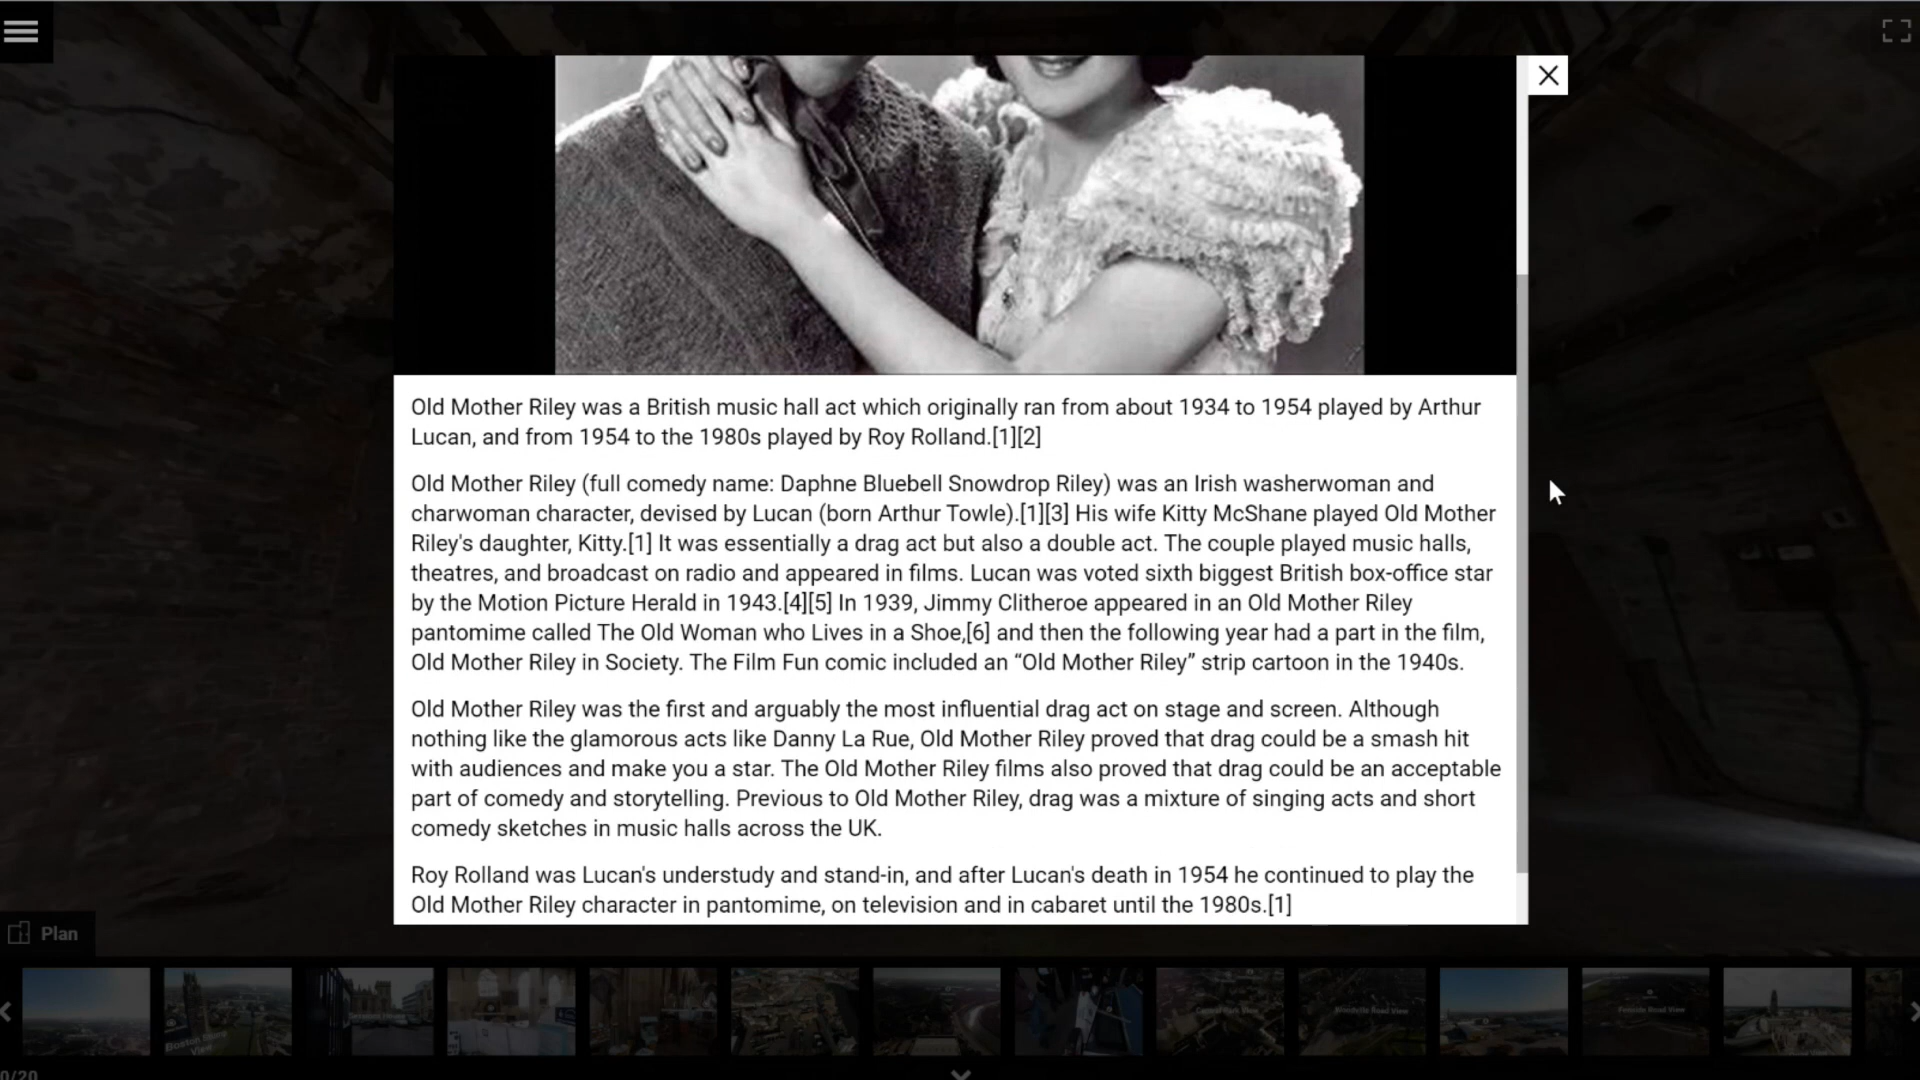 Old Mother Riley was a British music hall act which originally ran from about 1934 to 1954 played by Arthur
Lucan, and from 1954 to the 1980s played by Roy Rolland.[1][2]
Old Mother Riley (full comedy name: Daphne Bluebell Snowdrop Riley) was an Irish washerwoman and
charwoman character, devised by Lucan (born Arthur Towle).[1][3] His wife Kitty McShane played Old Mother
Riley's daughter, Kitty.[1] It was essentially a drag act but also a double act. The couple played music halls,
theatres, and broadcast on radio and appeared in films. Lucan was voted sixth biggest British box-office star
by the Motion Picture Herald in 1943.[4][5] In 1939, Jimmy Clitheroe appeared in an Old Mother Riley
pantomime called The Old Woman who Lives in a Shoe,[6] and then the following year had a part in the film,
Old Mother Riley in Society. The Film Fun comic included an “Old Mother Riley” strip cartoon in the 1940s.
Old Mother Riley was the first and arguably the most influential drag act on stage and screen. Although
nothing like the glamorous acts like Danny La Rue, Old Mother Riley proved that drag could be a smash hit
with audiences and make you a star. The Old Mother Riley films also proved that drag could be an acceptable
part of comedy and storytelling. Previous to Old Mother Riley, drag was a mixture of singing acts and short
comedy sketches in music halls across the UK.
Roy Rolland was Lucan's understudy and stand-in, and after Lucan's death in 1954 he continued to play the
Old Mother Riley character in pantomime, on television and in cabaret until the 1980s.[1]
Plan
Boston Road
View
Road View
0/20